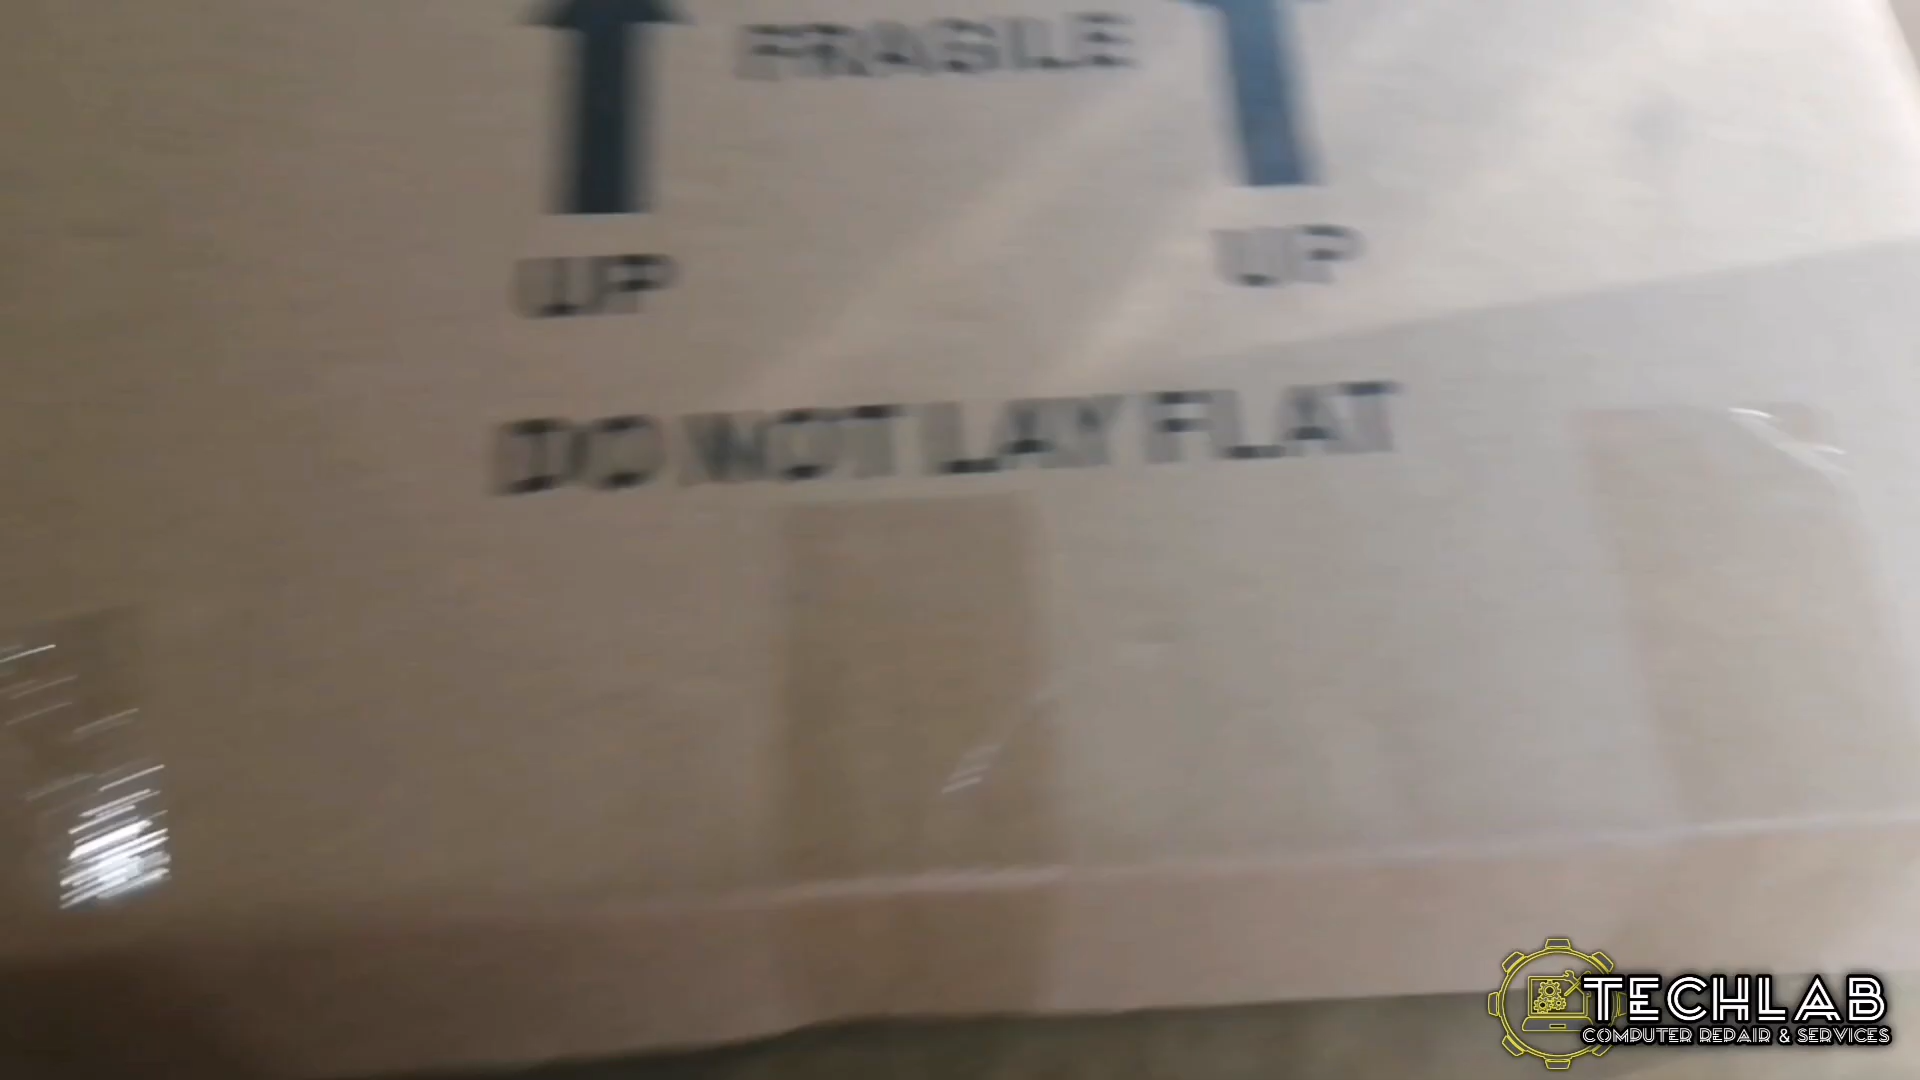 FRAGILE
UP UP
DO NOT LAY FLAT
TECHLAB
COMPUTER REPAIR & SERVICES